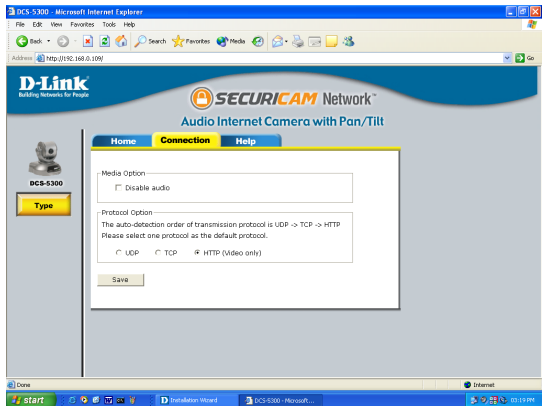 DCS-5300 - Microsoft Internet Explorer
File Edit View Favorites Tools Help
Back Search Favorites Media
Address http://192.168.0.109/ Go
D-Link
Building Networks for People
SECURICAM Network™
Audio Internet Camera with Pan/Tilt
Home Connection Help
DCS-5300
Type
Media Option
Disable audio
Protocol Option
The auto-detection order of transmission protocol is UDP -> TCP -> HTTP
Please select one protocol as the default protocol.
UDP TCP HTTP (Video only)
Save
Done Internet
start Installation Wizard DCS-5300 - Microsoft... 03:19 PM